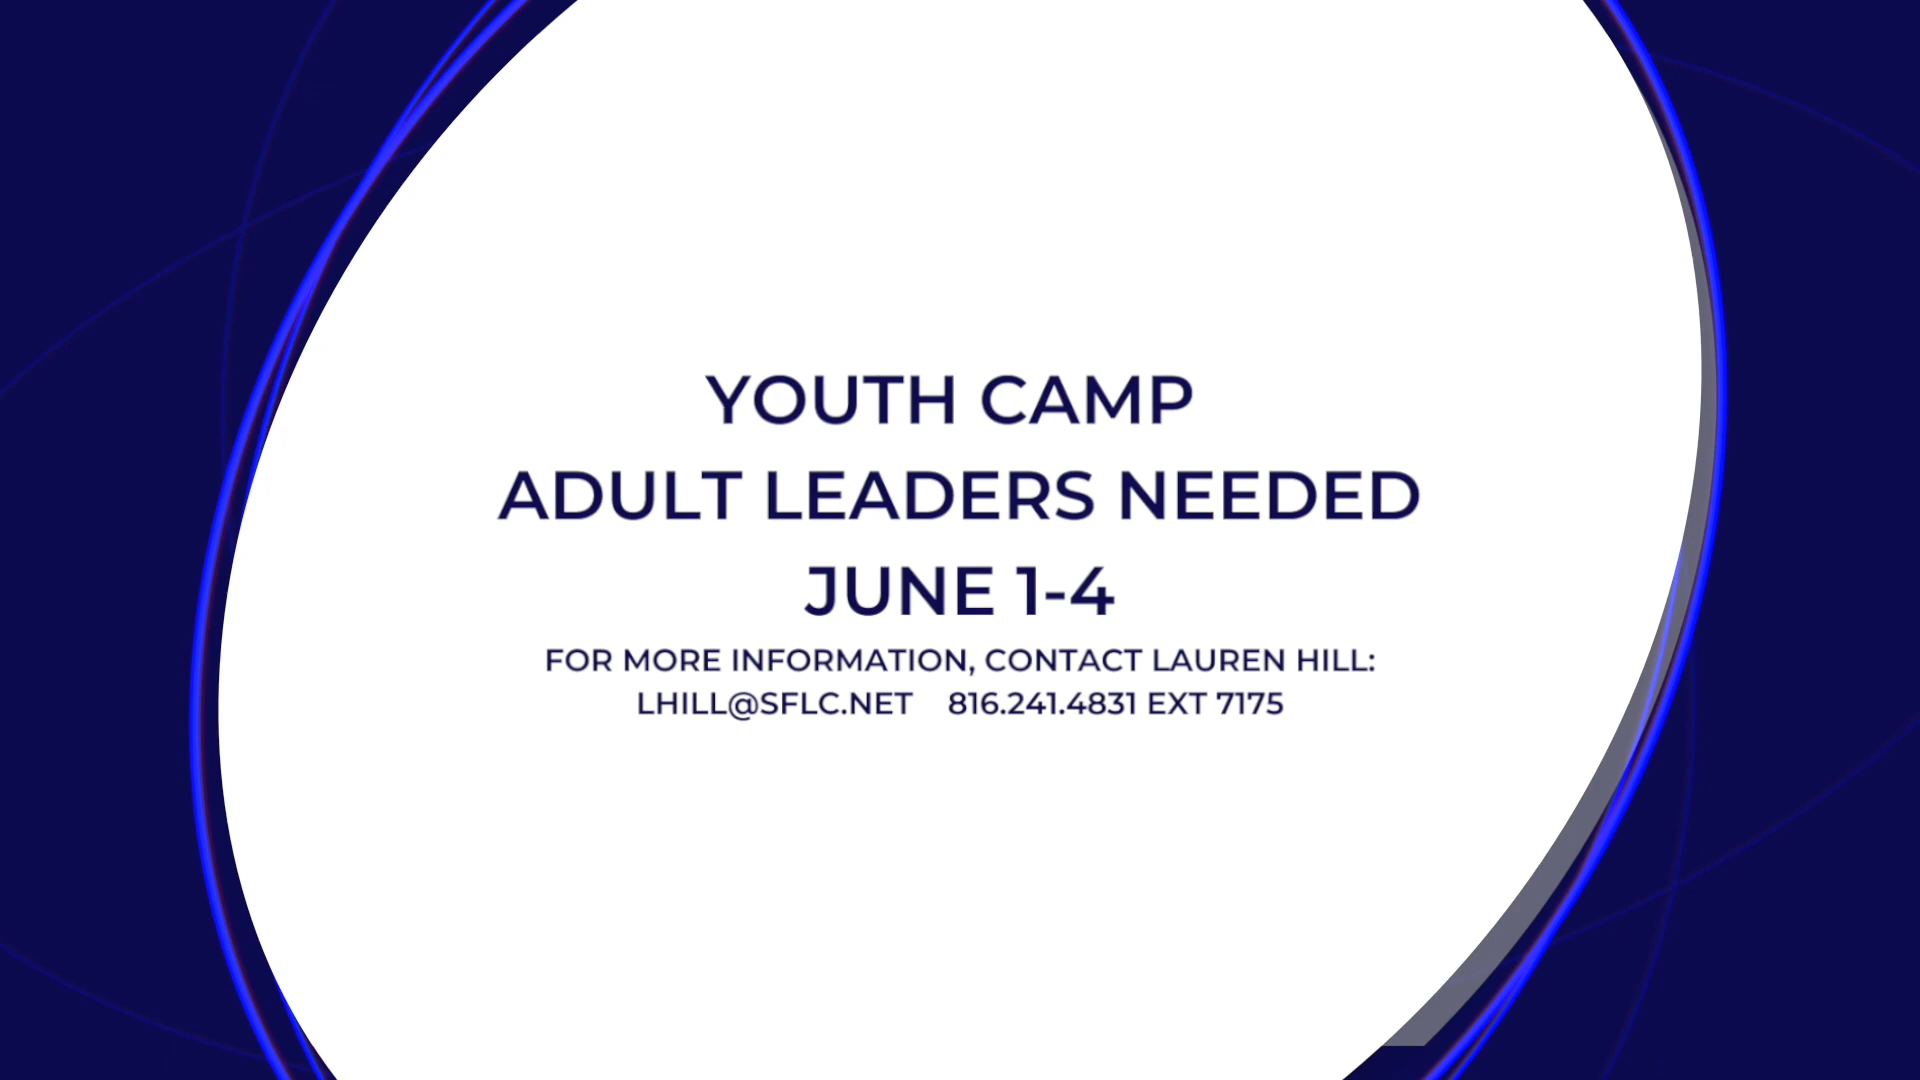 YOUTH CAMP
ADULT LEADERS NEEDED
JUNE 1-4
FOR MORE INFORMATION, CONTACT LAUREN HILL:
LHILL@SFLC.NET 816.241.4831 EXT 7175